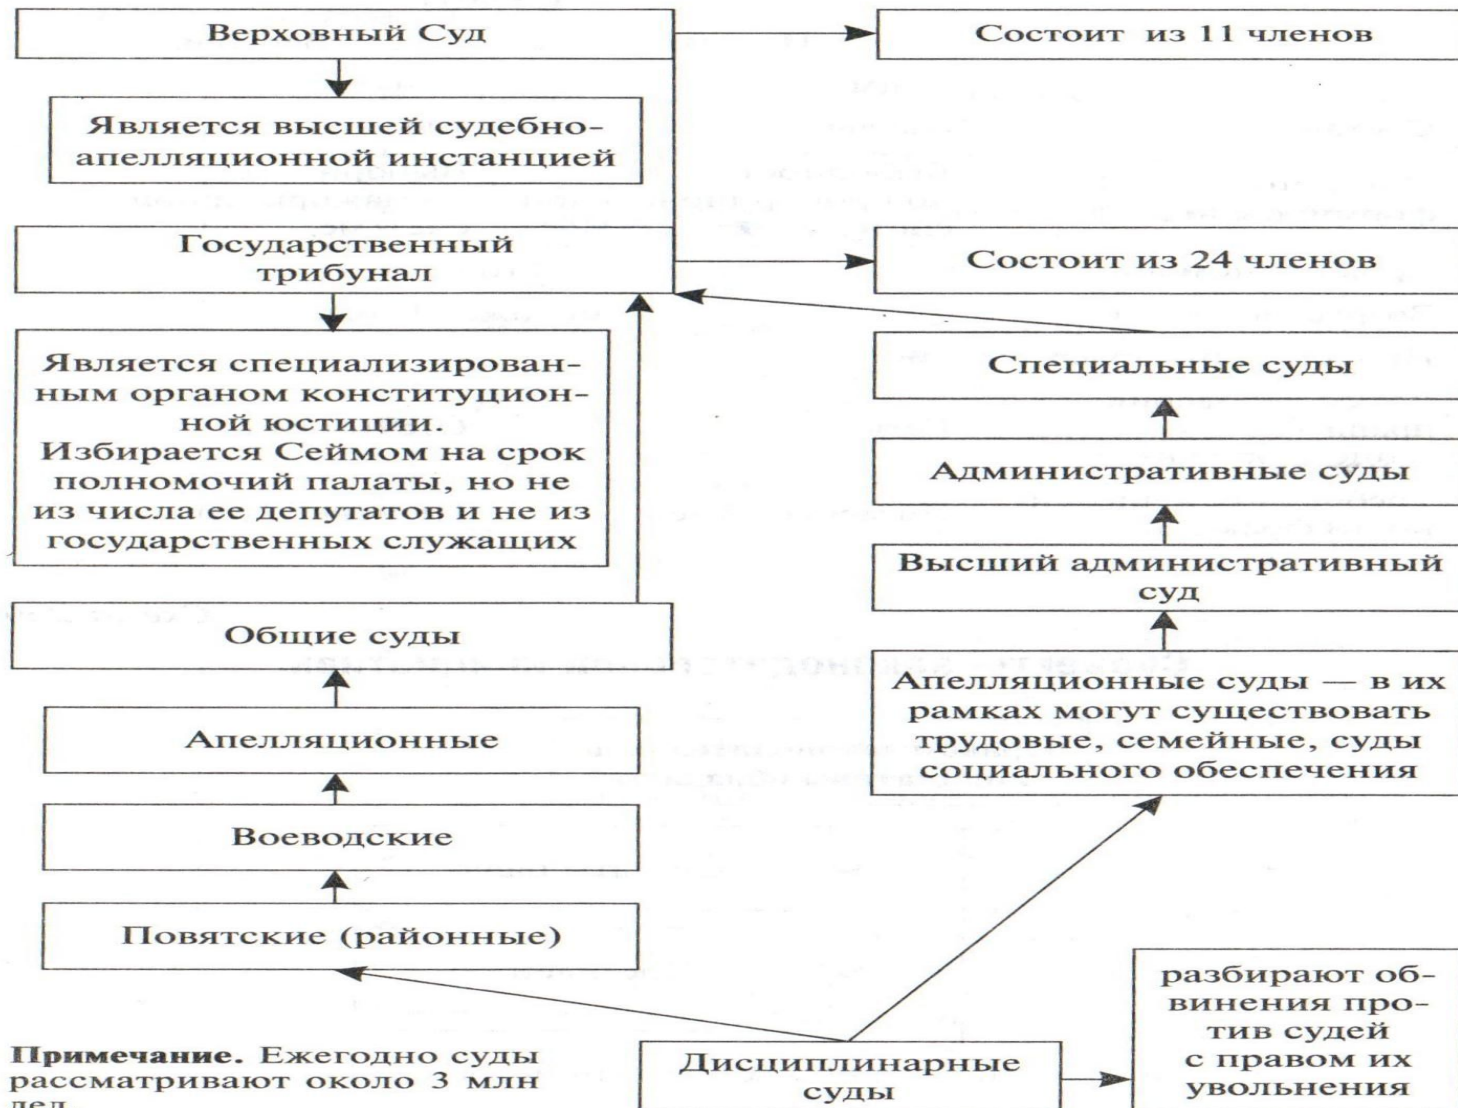 Верховный Суд
Состоит из 11 членов
Является высшей судебно-
апелляционной инстанцией
Государственный
трибунал
Состоит из 24 членов
Является специализирован-
ным органом конституцион-
ной юстиции.
Избирается Сеймом на срок
полномочий палаты, но не
из числа ее депутатов и не из
государственных служащих
Специальные суды
Административные суды
Высший административный
суд
Апелляционные суды — в их
рамках могут существовать
трудовые, семейные, суды
социального обеспечения
Общие суды
Апелляционные
Воеводские
Повятские (районные)
Дисциплинарные
суды
разбирают об-
винения про-
тив судей
с правом их
увольнения
Примечание. Ежегодно суды
рассматривают около 3 млн
дел